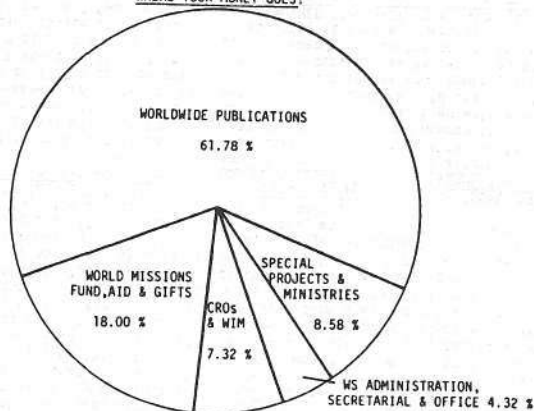 WHERE YOUR MONEY GOES!
WORLDWIDE PUBLICATIONS
61.78 %
WORLD MISSIONS
FUND,AID & GIFTS
18.00 %
CROs
& WIM
7.32 %
SPECIAL
PROJECTS &
MINISTRIES
8.58 %
WS ADMINISTRATION,
SECRETARIAL & OFFICE 4.32 %